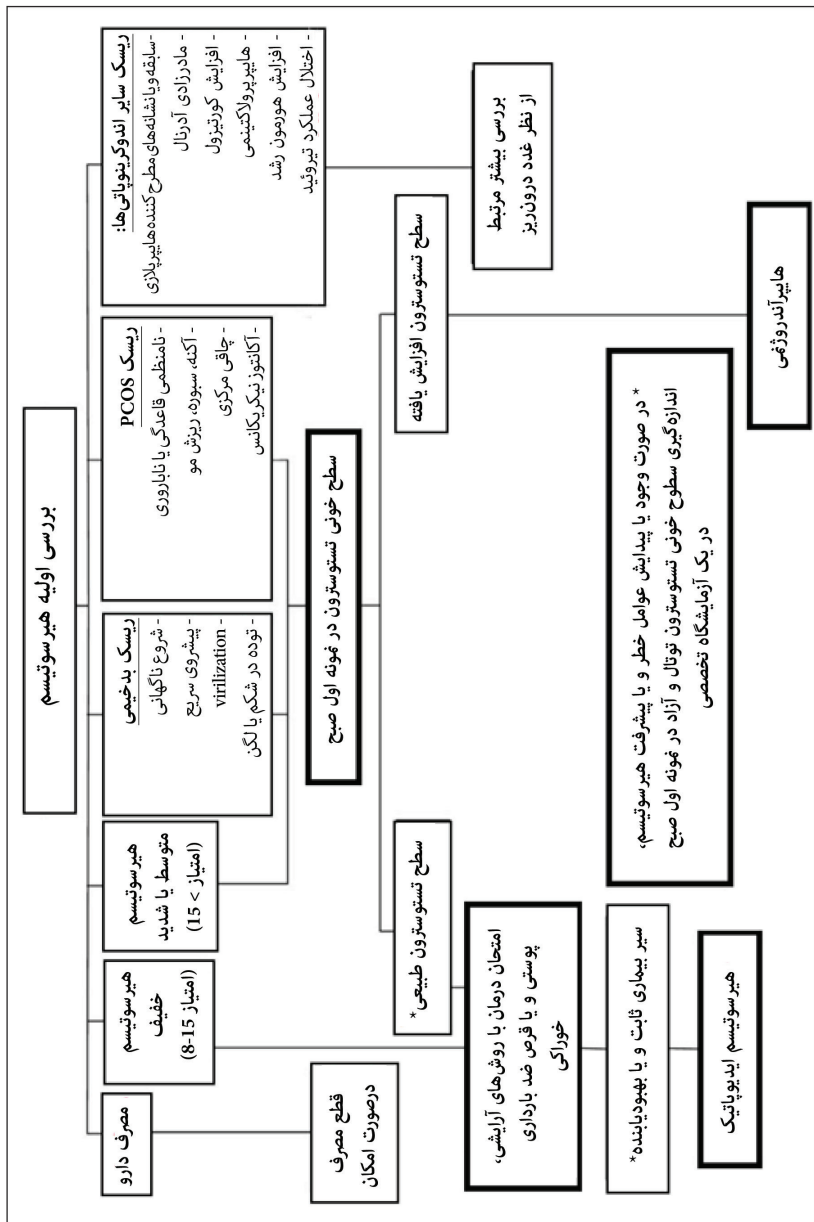 بررسی اولیه هیرسوتیسم
ریسک سایر اندوکرینوپاتی‌ها:
- سابقه و یا نشانه‌های مطرح کننده هایپرپلازی
مادرزادی آدرنال
- افزایش کورتیزول
- هایپرپرولاکتینمی
- افزایش هورمون رشد
- اختلال عملکرد تیروئید
ریسک PCOS
- نامنظمی قاعدگی یا ناباروری
- آکنه، سبوره، ریزش مو
- چاقی مرکزی
- آکانتوز نیگریکانس
ریسک بدخیمی
- شروع ناگهانی
- پیشروی سریع
virilization
- توده در شکم یا لگن
هیرسوتیسم
متوسط یا شدید
(امتیاز > 15)
هیرسوتیسم
خفیف
(امتیاز 8-15)
مصرف دارو
بررسی بیشتر مرتبط
از نظر غدد درون‌ریز
سطح خونی تستوسترون در نمونه اول صبح
قطع مصرف
درصورت امکان
سطح تستوسترون افزایش یافته
سطح تستوسترون طبیعی*
امتحان درمان با روش‌های آرایشی،
پوستی و یا قرص ضد بارداری
خوراکی
هایپرآندروژنمی
* در صورت وجود یا پیدایش عوامل خطر و یا پیشرفت هیرسوتیسم،
اندازه‌گیری سطوح خونی تستوسترون توتال و آزاد در نمونه اول صبح
در یک آزمایشگاه تخصصی
سیر بیماری ثابت و یا بهبودیابنده*
هیرسوتیسم ایدیوپاتیک